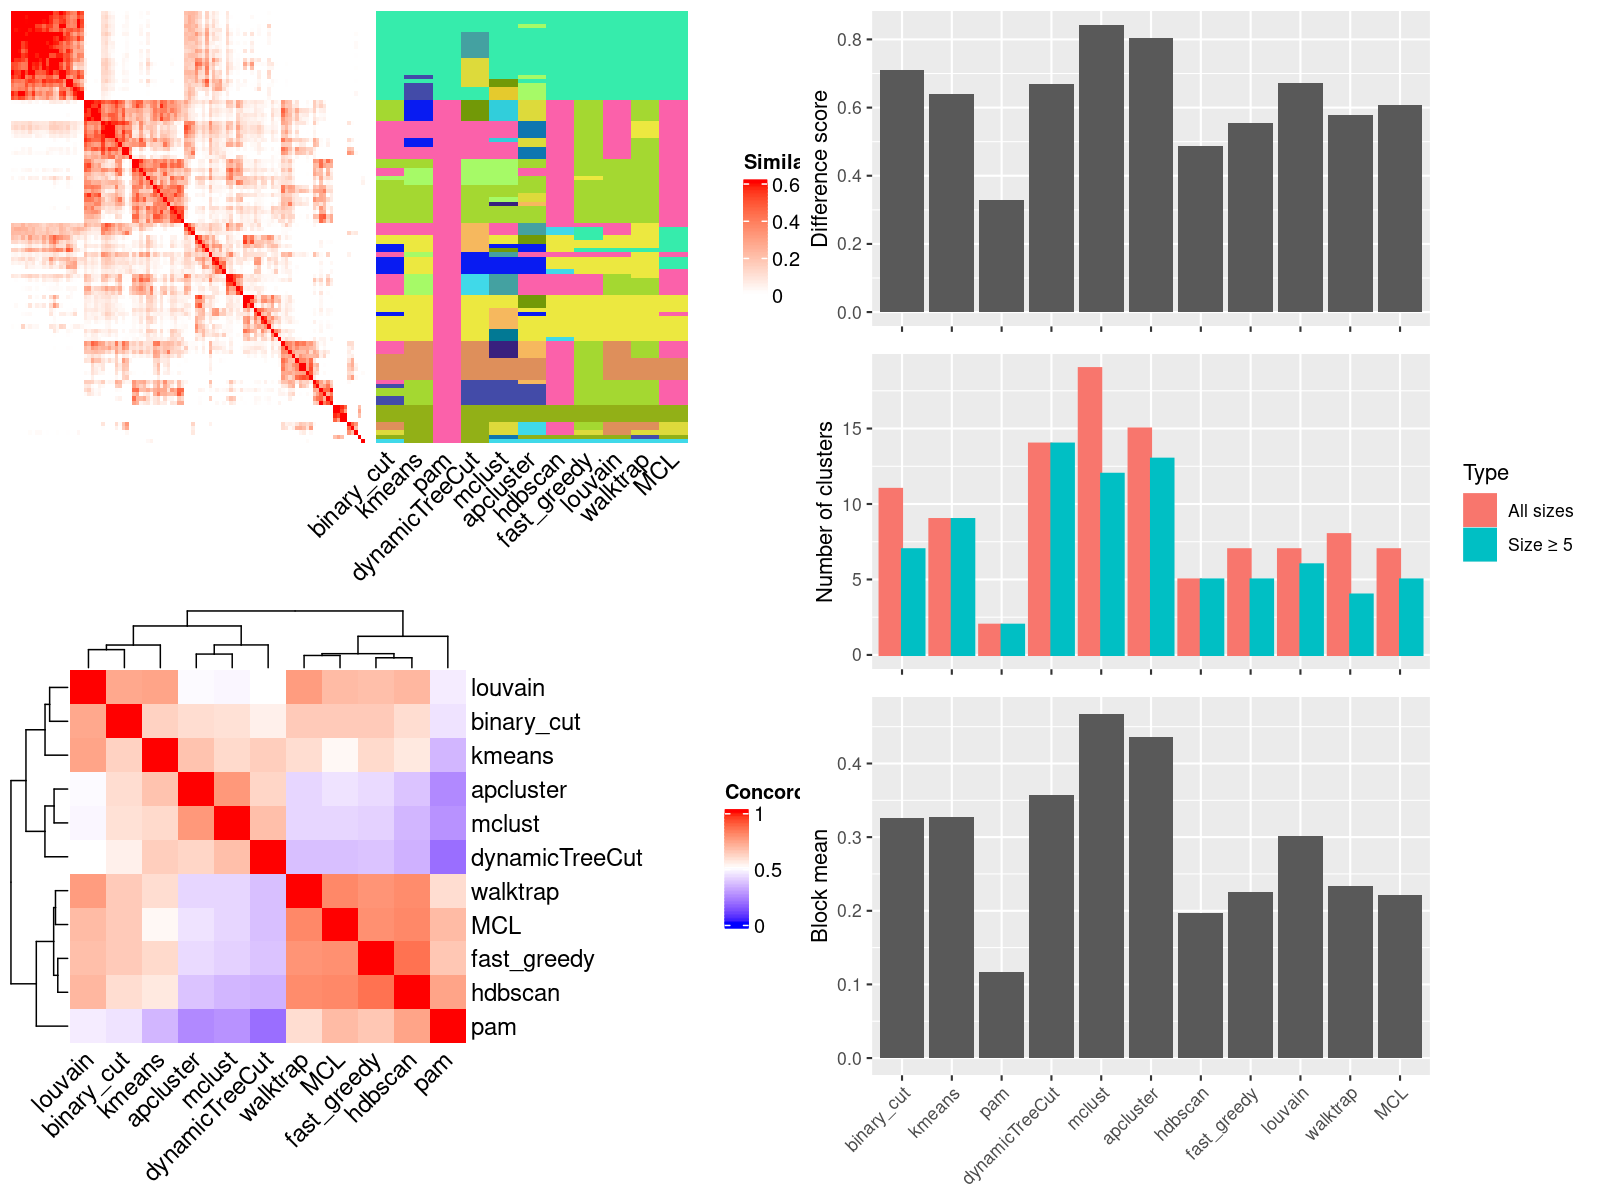 Simila
0.6
0.4
0.2
0
binary_cut
kmeans
pam
dynamicTreeCut
mclust
apcluster
hdbscan
fast_greedy
louvain
walktrap
MCL
louvain
binary_cut
kmeans
apcluster
mclust
dynamicTreeCut
walktrap
MCL
fast_greedy
hdbscan
pam
louvain
binary_cut
kmeans
apcluster
mclust
dynamicTreeCut
walktrap
MCL
fast_greedy
hdbscan
pam
Concord
1
0.5
0
Difference score
0.8
0.6
0.4
0.2
0.0
Number of clusters
15
10
5
0
Type
All sizes
Size ≥ 5
Block mean
0.4
0.3
0.2
0.1
0.0
binary_cut
kmeans
pam
dynamicTreeCut
mclust
apcluster
hdbscan
fast_greedy
louvain
walktrap
MCL